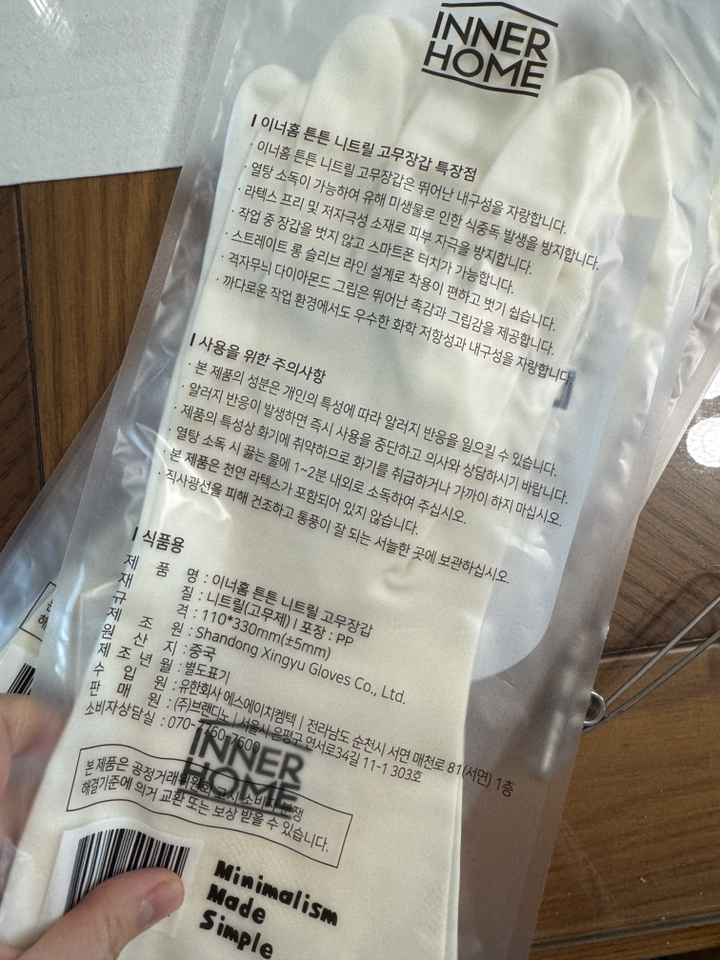 INNER
HOME
이너홈 튼튼 니트릴 고무장갑 특장점
· 이너홈 튼튼 니트릴 고무장갑은 뛰어난 내구성을 자랑합니다.
· 열탕 소독이 가능하여 유해 미생물로 인한 식중독 발생을 방지합니다.
· 라텍스 프리 및 저자극성 소재로 피부 자극을 방지합니다.
· 작업 중 장갑을 벗지 않고 스마트폰 터치가 가능합니다.
· 스트레이트 롱 슬리브 라인 설계로 착용이 편하고 벗기 쉽습니다.
· 격자무늬 다이아몬드 그립은 뛰어난 촉감과 그립감을 제공합니다.
· 까다로운 작업 환경에서도 우수한 화학 저항성과 내구성을 자랑합니다.
사용을 위한 주의사항
· 본 제품의 성분은 개인의 특성에 따라 알러지 반응을 일으킬 수 있습니다.
· 알러지 반응이 발생하면 즉시 사용을 중단하고 의사와 상담하시기 바랍니다.
· 제품의 특성상 화기에 취약하므로 화기를 취급하거나 가까이 하지 마십시오.
· 열탕 소독 시 끓는 물에 1~2분 내외로 소독하여 주십시오.
· 본 제품은 천연 라텍스가 포함되어 있지 않습니다.
· 직사광선을 피해 건조하고 통풍이 잘 되는 서늘한 곳에 보관하십시오.
식품용
제 품 명 : 이너홈 튼튼 니트릴 고무장갑
재 질 : 니트릴(고무제) | 포장 : PP
규 격 : 110*330mm(±5mm)
제 조 원 : Shandong Xingyu Gloves Co., Ltd.
원 산 지 : 중국
제 조 년 월 : 별도표기
수 입 원 : 유한회사 에스에이치켐텍 | 전라남도 순천시 서면 매천로 81(서면) 1층
판 매 원 : (주)브랜디노 | 서울시 은평구 연서로34길 11-1 303호
소비자상담실 : 070-7760-7600
INNER
HOME
본 제품은 공정거래위원회 고시 소비자 분쟁
해결기준에 의거 교환 또는 보상 받을 수 있습니다.
Minimalism
Made
Simple